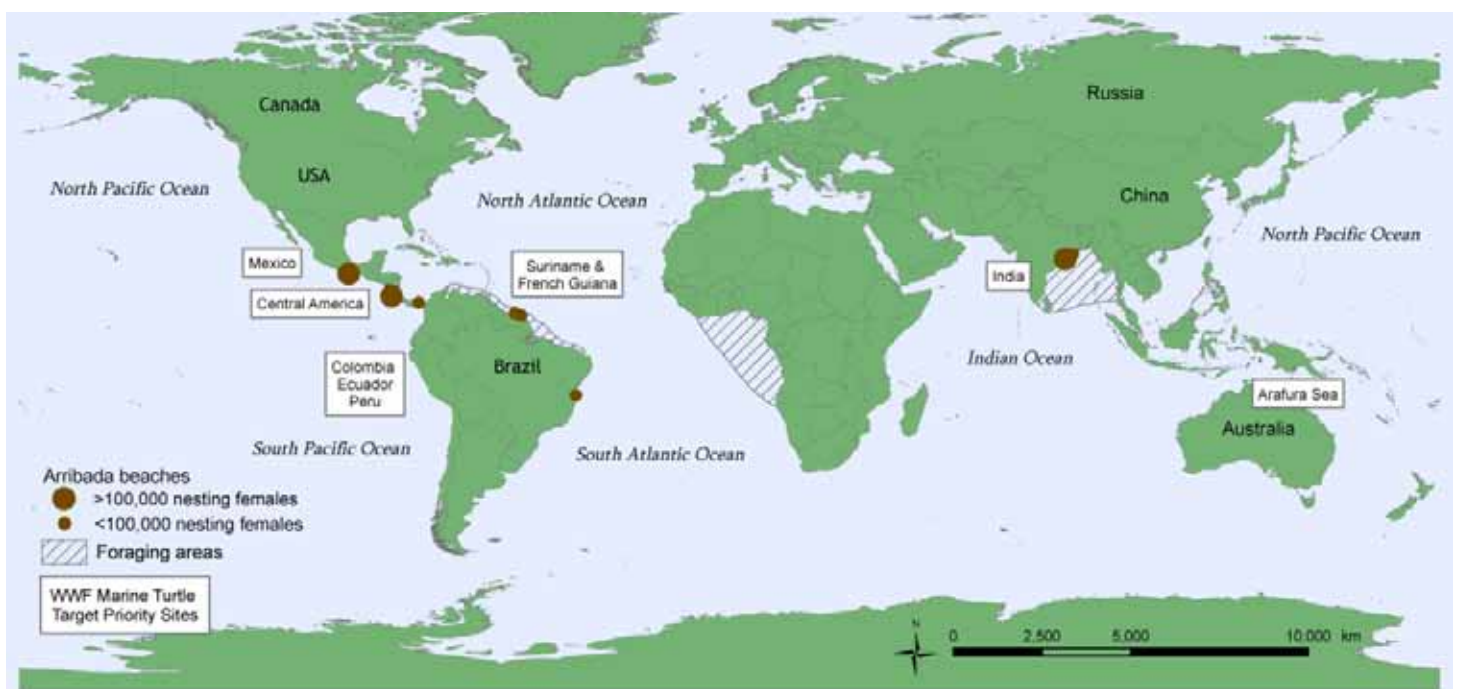 Canada
Russia
USA
North Pacific Ocean
North Atlantic Ocean
China
North Pacific Ocean
Mexico
Suriname &
French Guiana
India
Central America
Indian Ocean
Colombia
Ecuador
Peru
Brazil
Arafura Sea
Australia
South Pacific Ocean
South Atlantic Ocean
Arribada beaches
>100,000 nesting females
<100,000 nesting females
Foraging areas
WWF Marine Turtle
Target Priority Sites
N
0 2,500 5,000 10,000 km